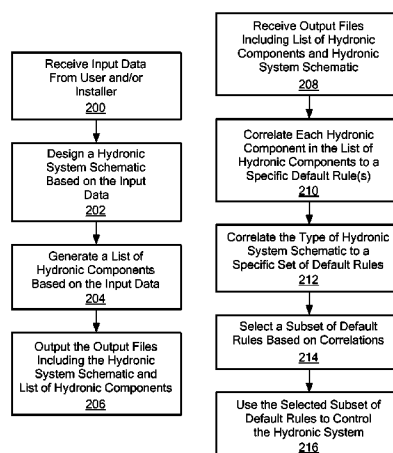 Receive Input Data
From User and/or
Installer
200
Design a Hydronic
System Schematic
Based on the Input
Data
202
Generate a List of
Hydronic Components
Based on the Input Data
204
Output the Output Files
Including the Hydronic
System Schematic and
List of Hydronic Components
206
Receive Output Files
Including List of Hydronic
Components and Hydronic
System Schematic
208
Correlate Each Hydronic
Component in the List of
Hydronic Components to a
Specific Default Rule(s)
210
Correlate the Type of Hydronic
System Schematic to a
Specific Set of Default Rules
212
Select a Subset of Default
Rules Based on Correlations
214
Use the Selected Subset of
Default Rules to Control
the Hydronic System
216